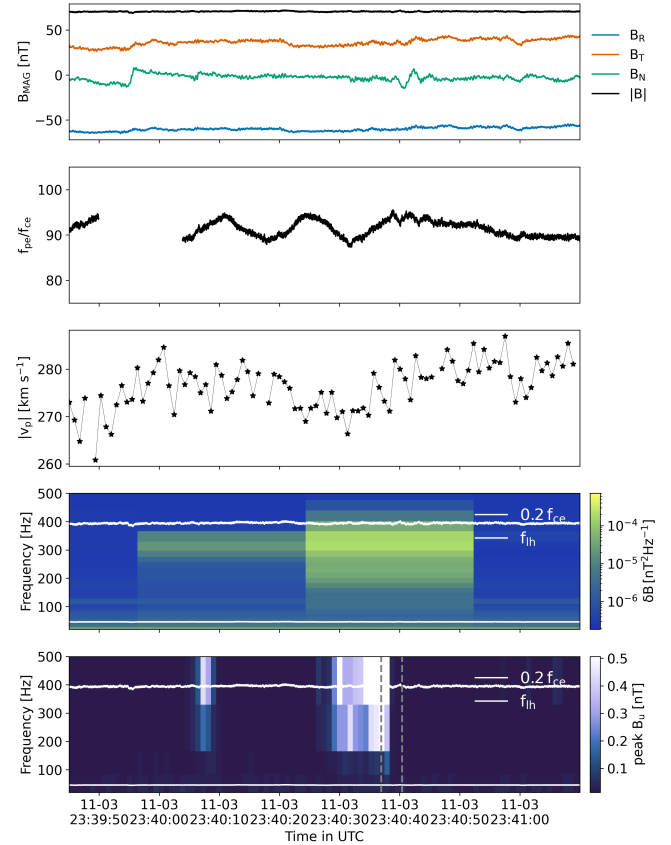 B_MAG [nT]
50
0
−50
B_R
B_T
B_N
|B|
f_pe/f_ce
100
90
80
|v_p| [km s⁻¹]
280
270
260
Frequency [Hz]
500
400
300
200
100
0.2 f_ce
f_lh
10⁻⁴
10⁻⁵
10⁻⁶
δB [nT²Hz⁻¹]
Frequency [Hz]
500
400
300
200
100
0.2 f_ce
f_lh
0.5
0.4
0.3
0.2
0.1
peak B_u [nT]
11-03 11-03 11-03 11-03 11-03 11-03 11-03 11-03
23:39:50 23:40:00 23:40:10 23:40:20 23:40:30 23:40:40 23:40:50 23:41:00
Time in UTC